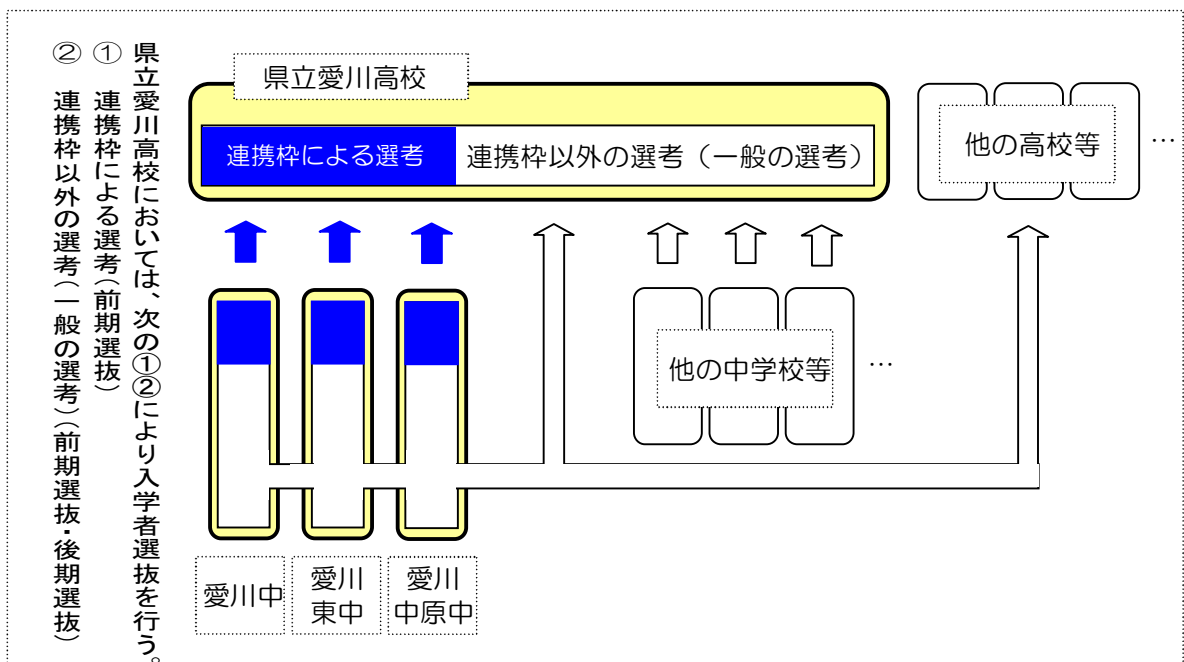 県立愛川高校においては、次の①②により入学者選抜を行う。
①　連携枠による選考（前期選抜）
②　連携枠以外の選考（一般の選考）（前期選抜・後期選抜）
県立愛川高校
連携枠による選考
連携枠以外の選考（一般の選考）
他の高校等
…
他の中学校等
…
愛川中
愛川
東中
愛川
中原中